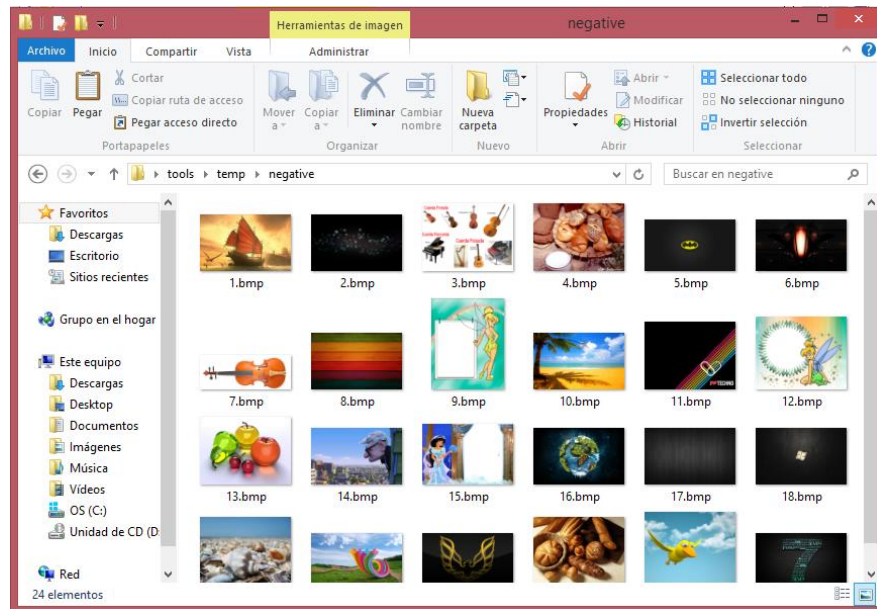 Herramientas de imagen
negative
Archivo Inicio Compartir Vista Administrar
Copiar
Pegar
Cortar
Copiar ruta de acceso
Pegar acceso directo
Portapapeles
Mover a
Copiar a
Eliminar
Cambiar nombre
Organizar
Nueva carpeta
Nuevo
Propiedades
Abrir
Modificar
Historial
Abrir
Seleccionar todo
No seleccionar ninguno
Invertir selección
Seleccionar
tools temp negative
Buscar en negative
Favoritos
Descargas
Escritorio
Sitios recientes
Grupo en el hogar
Este equipo
Descargas
Desktop
Documentos
Imágenes
Música
Vídeos
OS (C:)
Unidad de CD (D
Red
1.bmp 2.bmp 3.bmp 4.bmp 5.bmp 6.bmp
7.bmp 8.bmp 9.bmp 10.bmp 11.bmp 12.bmp
13.bmp 14.bmp 15.bmp 16.bmp 17.bmp 18.bmp
24 elementos